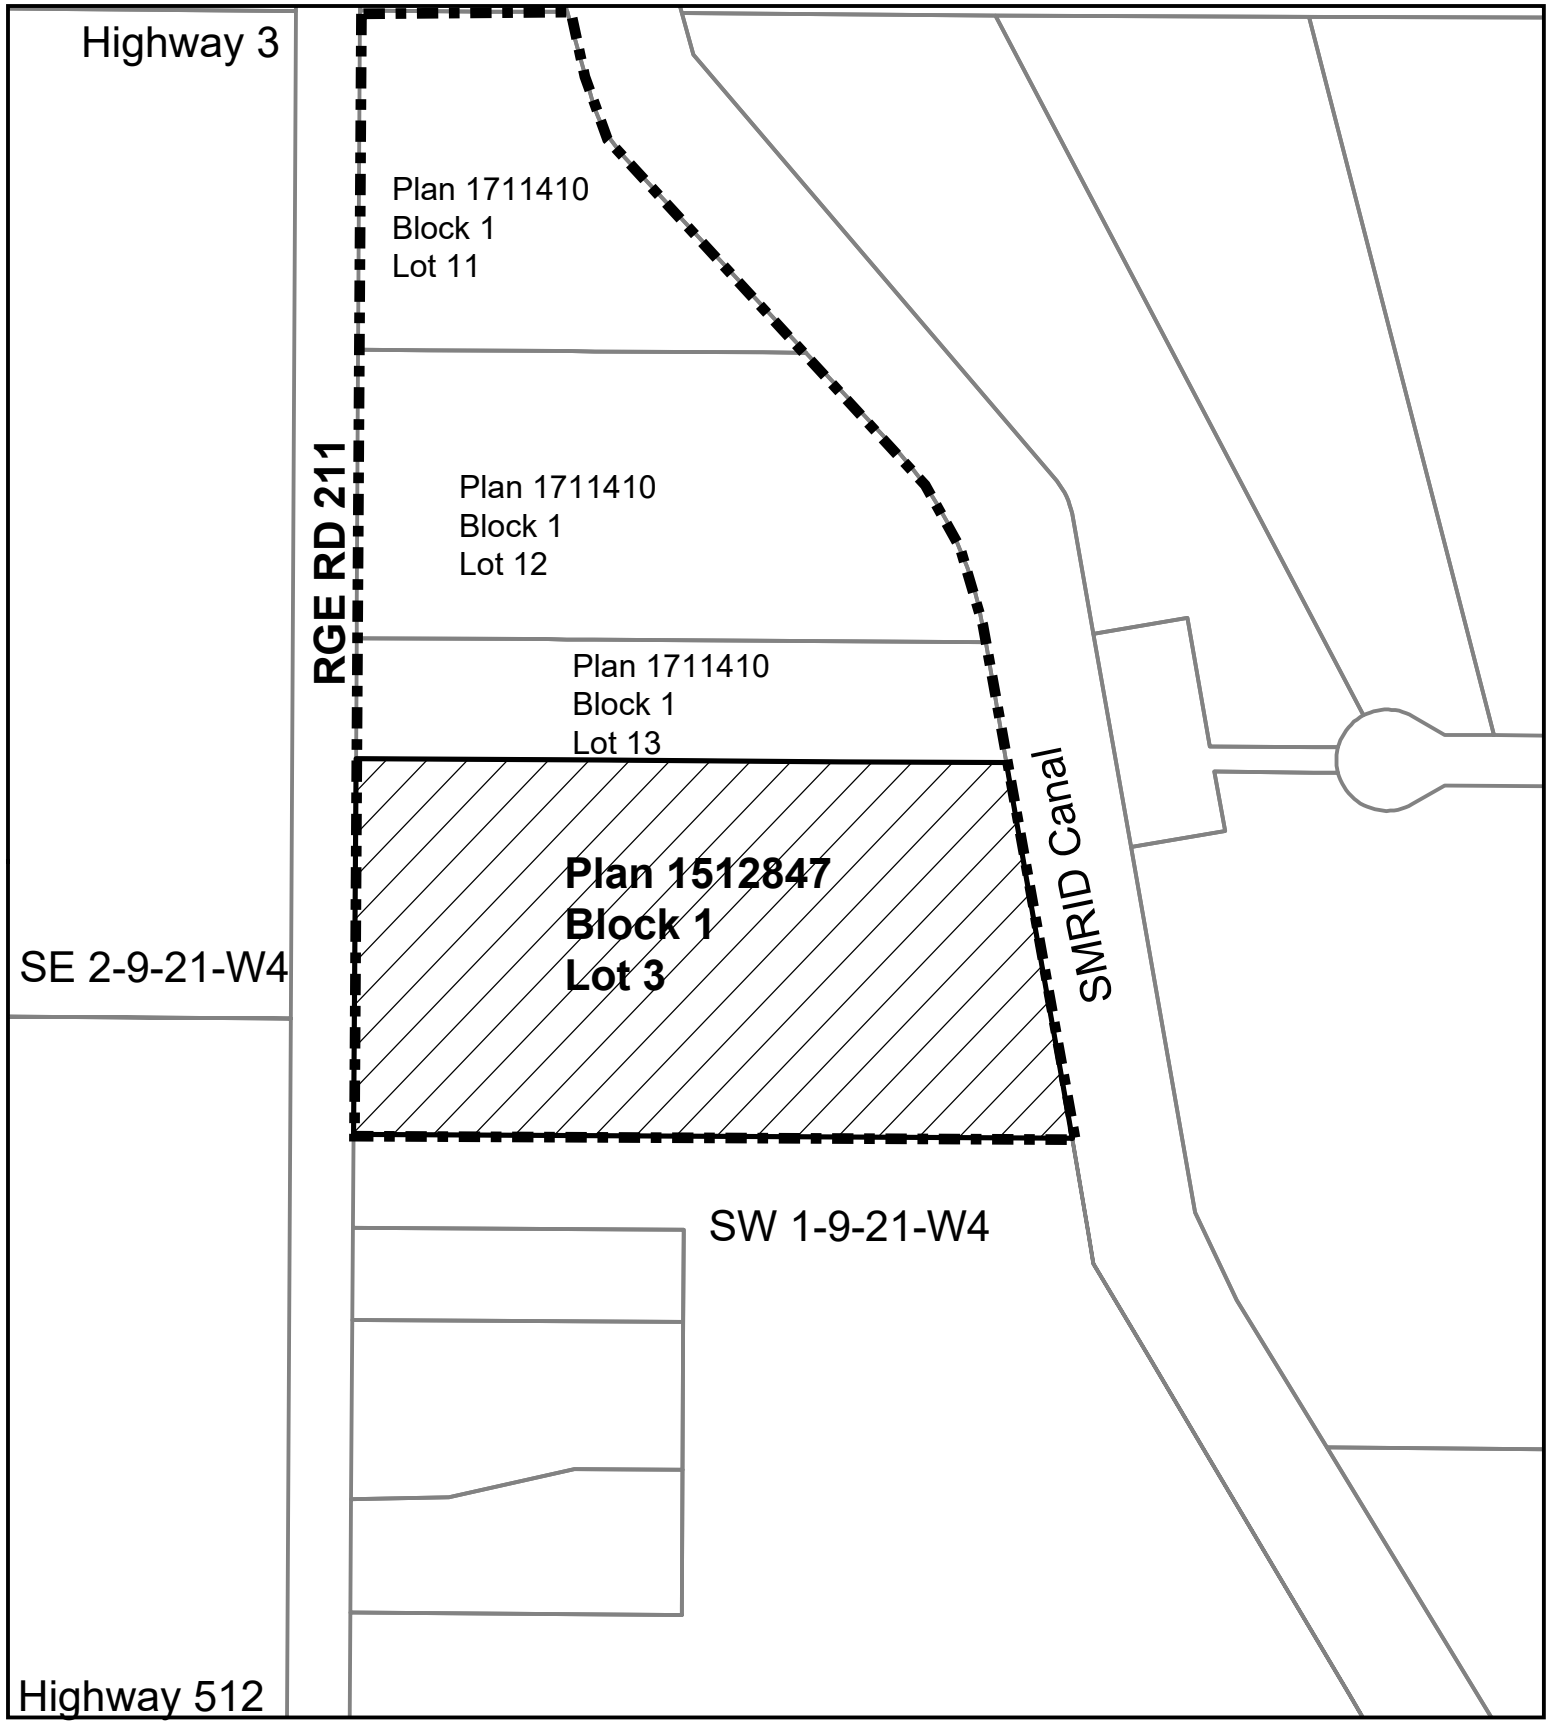 Highway 3
Plan 1711410
Block 1
Lot 11
RGE RD 211
Plan 1711410
Block 1
Lot 12
Plan 1711410
Block 1
Lot 13
SMRID Canal
Plan 1512847
Block 1
Lot 3
SE 2-9-21-W4
SW 1-9-21-W4
Highway 512